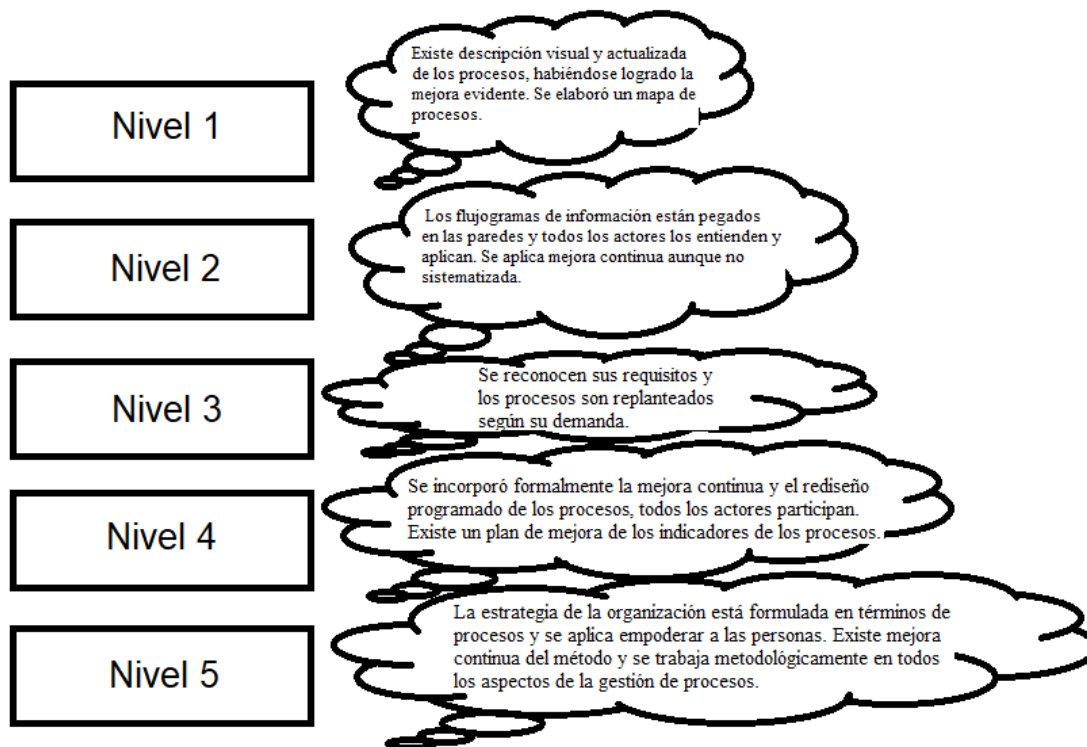 Nivel 1
Existe descripción visual y actualizada
de los procesos, habiéndose logrado la
mejora evidente. Se elaboró un mapa de
procesos.
Nivel 2
Los flujogramas de información están pegados
en las paredes y todos los actores los entienden y
aplican. Se aplica mejora continua aunque no
sistematizada.
Nivel 3
Se reconocen sus requisitos y
los procesos son replanteados
según su demanda.
Nivel 4
Se incorporó formalmente la mejora continua y el rediseño
programado de los procesos, todos los actores participan.
Existe un plan de mejora de los indicadores de los procesos.
Nivel 5
La estrategia de la organización está formulada en términos de
procesos y se aplica empoderar a las personas. Existe mejora
continua del método y se trabaja metodológicamente en todos
los aspectos de la gestión de procesos.